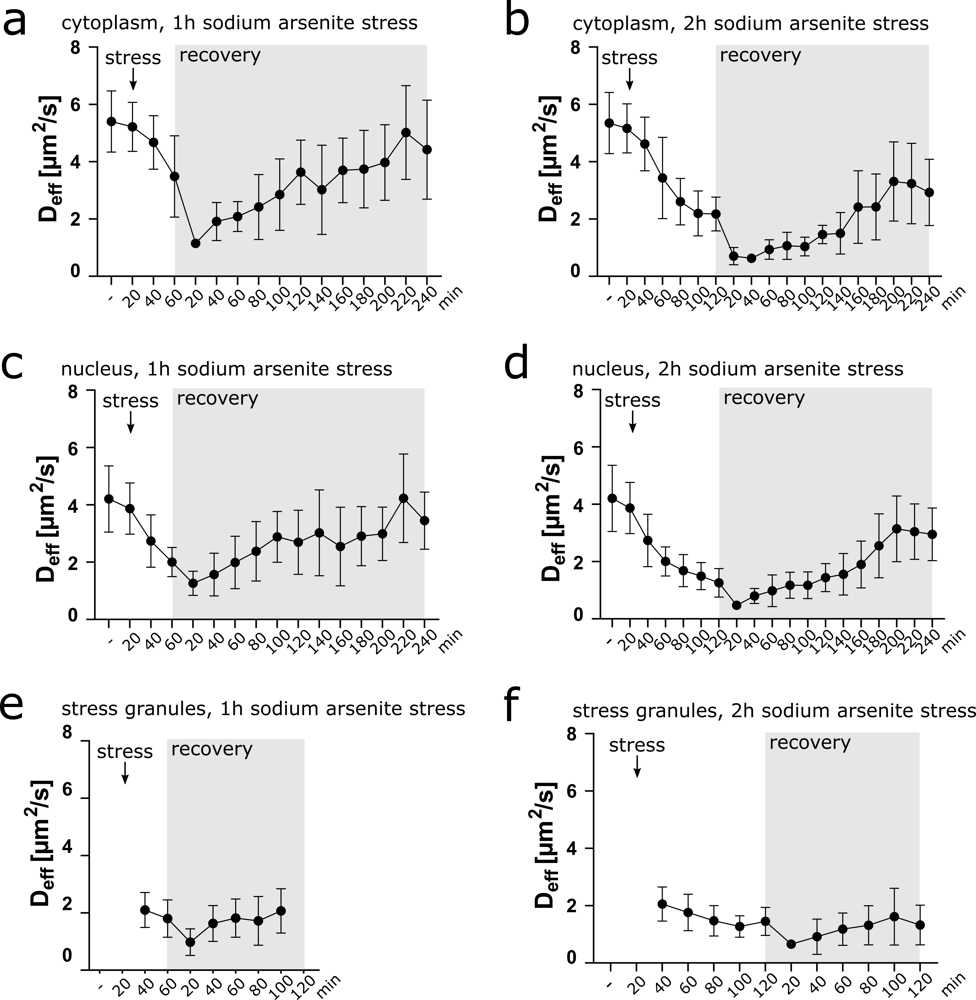 a
cytoplasm, 1h sodium arsenite stress
8
6
4
2
0
D_eff [µm²/s]
stress
recovery
- 20 40 60 20 40 60 80 100 120 140 160 180 200 220 240 min
b
cytoplasm, 2h sodium arsenite stress
8
6
4
2
0
D_eff [µm²/s]
stress
recovery
- 20 40 60 80 100 120 20 40 60 80 100 120 140 160 180 200 220 240 min
c
nucleus, 1h sodium arsenite stress
8
6
4
2
0
D_eff [µm²/s]
stress
recovery
- 20 40 60 20 40 60 80 100 120 140 160 180 200 220 240 min
d
nucleus, 2h sodium arsenite stress
8
6
4
2
0
D_eff [µm²/s]
stress
recovery
- 20 40 60 80 100 120 20 40 60 80 100 120 140 160 180 200 220 240 min
e
stress granules, 1h sodium arsenite stress
8
6
4
2
0
D_eff [µm²/s]
stress
recovery
- 20 40 60 20 40 60 80 100 120 min
f
stress granules, 2h sodium arsenite stress
8
6
4
2
0
D_eff [µm²/s]
stress
recovery
- 20 40 60 80 100 120 20 40 60 80 100 120 min